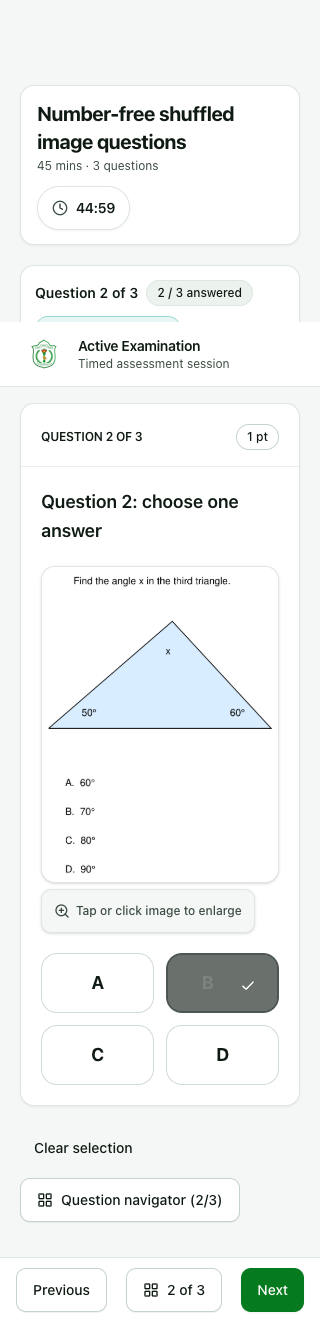 Number-free shuffled
image questions
45 mins · 3 questions
44:59
Question 2 of 3
2 / 3 answered
Active Examination
Timed assessment session
QUESTION 2 OF 3
1 pt
Question 2: choose one
answer
Find the angle x in the third triangle.
x
50°
60°
A. 60°
B. 70°
C. 80°
D. 90°
Tap or click image to enlarge
A
B
C
D
Clear selection
Question navigator (2/3)
Previous
2 of 3
Next